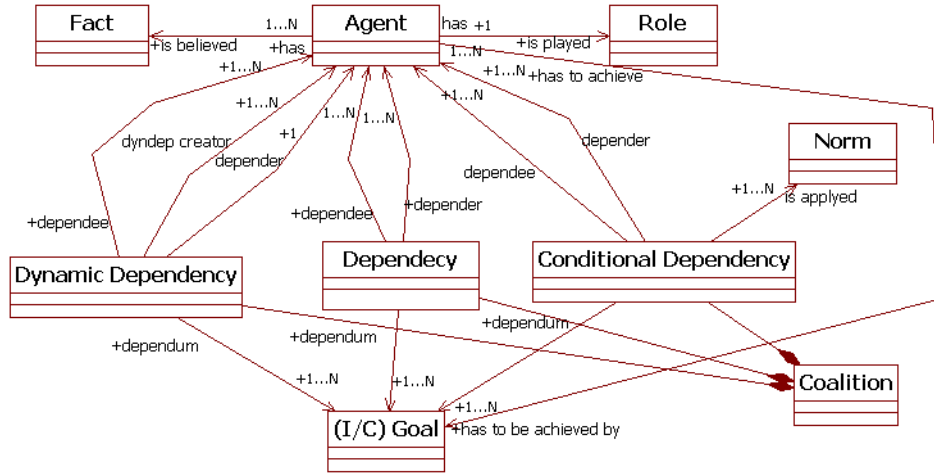 Fact
1...N
Agent
has +1
Role
+is believed
+has
+is played
1...N
+1...N
+1...N
+has to achieve
+1...N
1...N
+1...N
1...N
Norm
dyndep creator
+1
depender
depender
dependee
+1...N
is applyed
+dependee
+dependee
+depender
Dynamic Dependency
Dependecy
Conditional Dependency
+dependum
+dependum
+dependum
+1...N
+1...N
Coalition
+1...N
(I/C) Goal
+has to be achieved by